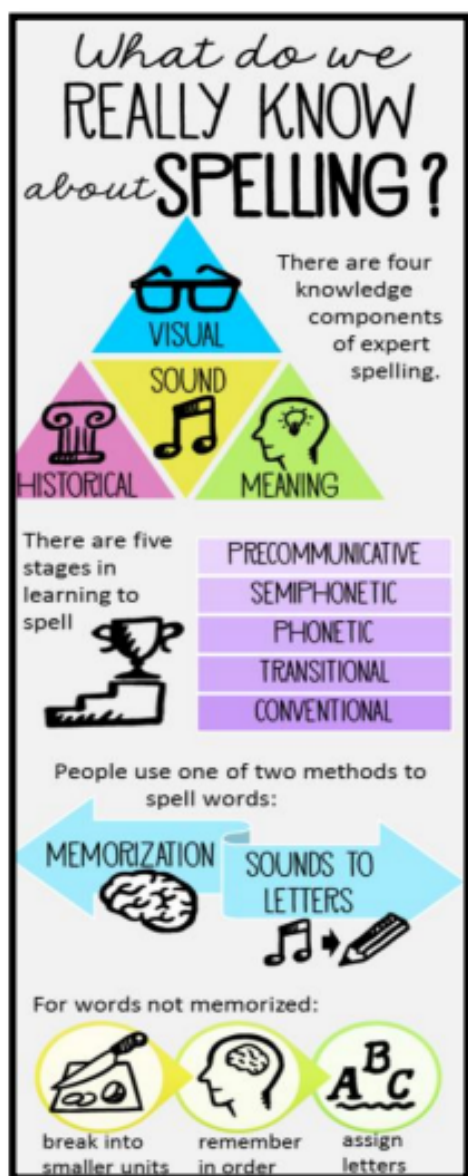 What do we
REALLY KNOW
about SPELLING?
There are four
knowledge
components
of expert
spelling.
VISUAL
SOUND
HISTORICAL
MEANING
There are five
stages in
learning to
spell
PRECOMMUNICATIVE
SEMIPHONETIC
PHONETIC
TRANSITIONAL
CONVENTIONAL
People use one of two methods to
spell words:
MEMORIZATION
SOUNDS TO
LETTERS
For words not memorized:
ABC
break into
smaller units
remember
in order
assign
letters